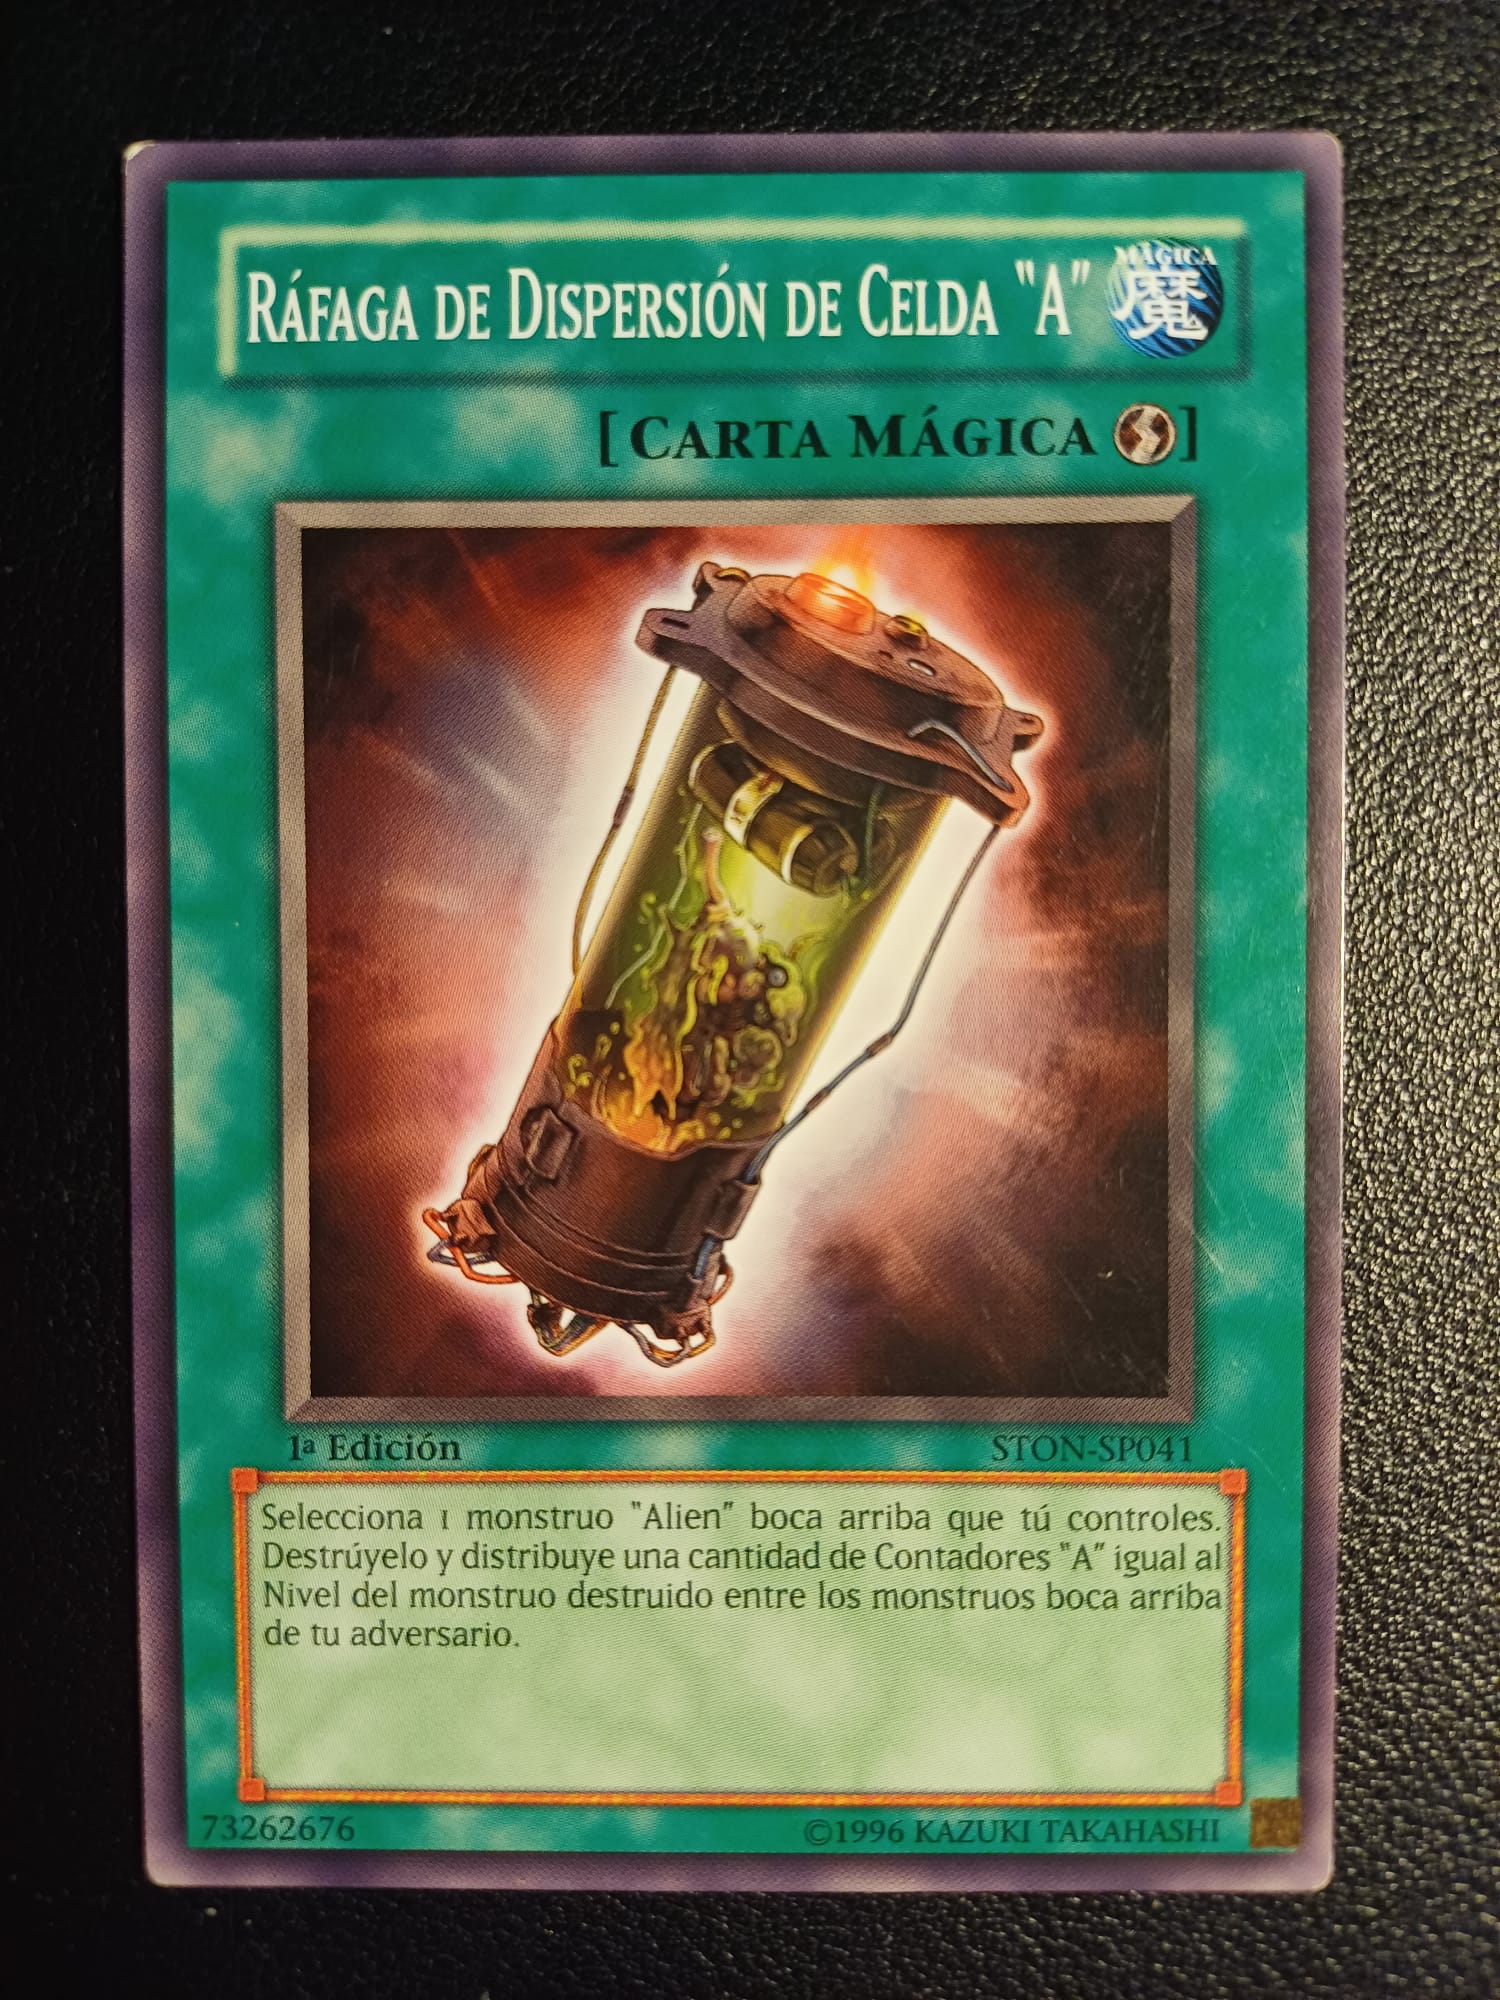 RÁFAGA DE DISPERSIÓN DE CELDA "A"
MÁGICA
魔
[CARTA MÁGICA ]
1ª Edición
STON-SP041
Selecciona 1 monstruo "Alien" boca arriba que tú controles.
Destrúyelo y distribuye una cantidad de Contadores "A" igual al
Nivel del monstruo destruido entre los monstruos boca arriba
de tu adversario.
73262676
©1996 KAZUKI TAKAHASHI